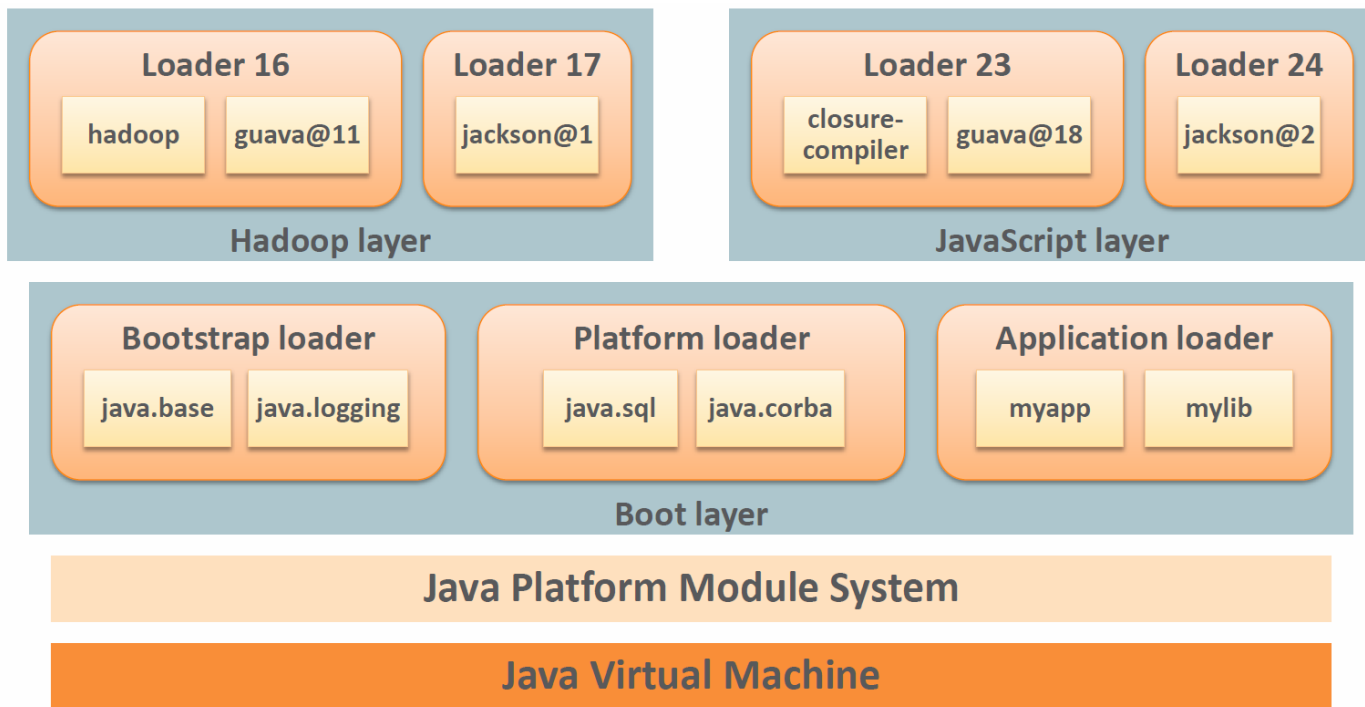 Loader 16
hadoop
guava@11
Loader 17
jackson@1
Hadoop layer
Loader 23
closure-
compiler
guava@18
Loader 24
jackson@2
JavaScript layer
Bootstrap loader
java.base
java.logging
Platform loader
java.sql
java.corba
Application loader
myapp
mylib
Boot layer
Java Platform Module System
Java Virtual Machine